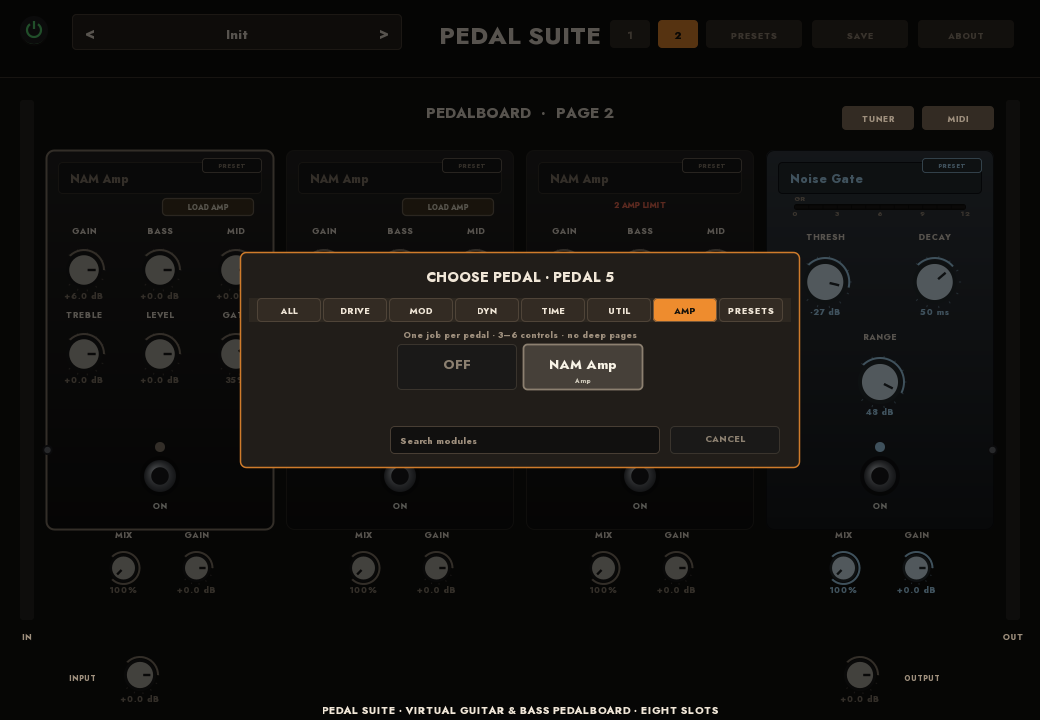 < Init >
PEDAL SUITE
1 2 PRESETS SAVE ABOUT
PEDALBOARD · PAGE 2
TUNER MIDI
PRESET PRESET PRESET PRESET
NAM Amp NAM Amp NAM Amp Noise Gate
LOAD AMP LOAD AMP 2 AMP LIMIT
GR
0 3 6 9 12
GAIN BASS MID GAIN BASS MID GAIN BASS MID
THRESH DECAY
CHOOSE PEDAL · PEDAL 5
ALL DRIVE MOD DYN TIME UTIL AMP PRESETS
One job per pedal · 3–6 controls · no deep pages
OFF
NAM Amp
Amp
Search modules
CANCEL
+6.0 dB +0.0 dB
-27 dB 50 ms
TREBLE LEVEL
RANGE
+0.0 dB +0.0 dB 35
48 dB
ON ON ON ON
MIX GAIN MIX GAIN MIX GAIN MIX GAIN
100% +0.0 dB 100% +0.0 dB 100% +0.0 dB 100% +0.0 dB
IN OUT
INPUT OUTPUT
+0.0 dB +0.0 dB
PEDAL SUITE · VIRTUAL GUITAR & BASS PEDALBOARD · EIGHT SLOTS